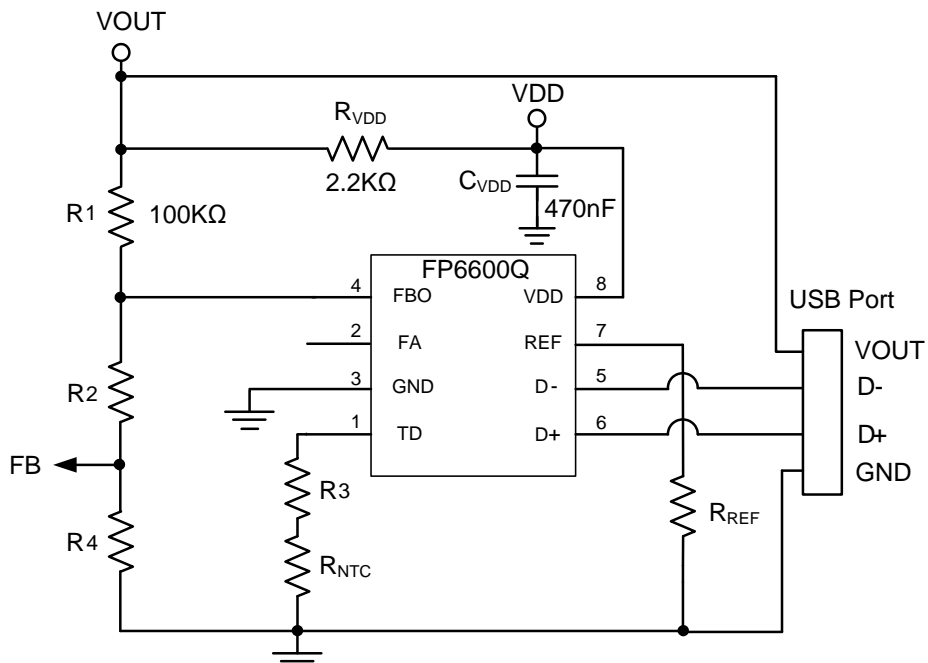 VOUT
VDD
RVDD
2.2KΩ
CVDD
470nF
R1
100KΩ
FP6600Q
4
FBO
VDD
8
USB Port
2
FA
REF
7
VOUT
R2
3
GND
D-
5
D-
1
TD
D+
6
D+
FB
GND
R3
RREF
R4
RNTC